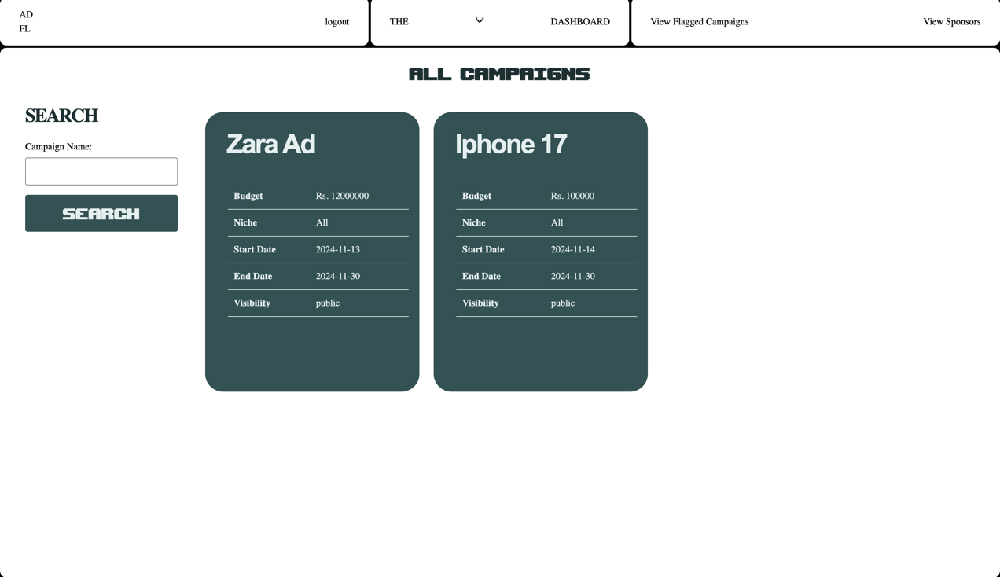 AD
FL
logout
THE
DASHBOARD
View Flagged Campaigns
View Sponsors
ALL CAMPAIGNS
SEARCH
Campaign Name:
SEARCH
Zara Ad
Budget Rs. 12000000
Niche All
Start Date 2024-11-13
End Date 2024-11-30
Visibility public
Iphone 17
Budget Rs. 100000
Niche All
Start Date 2024-11-14
End Date 2024-11-30
Visibility public